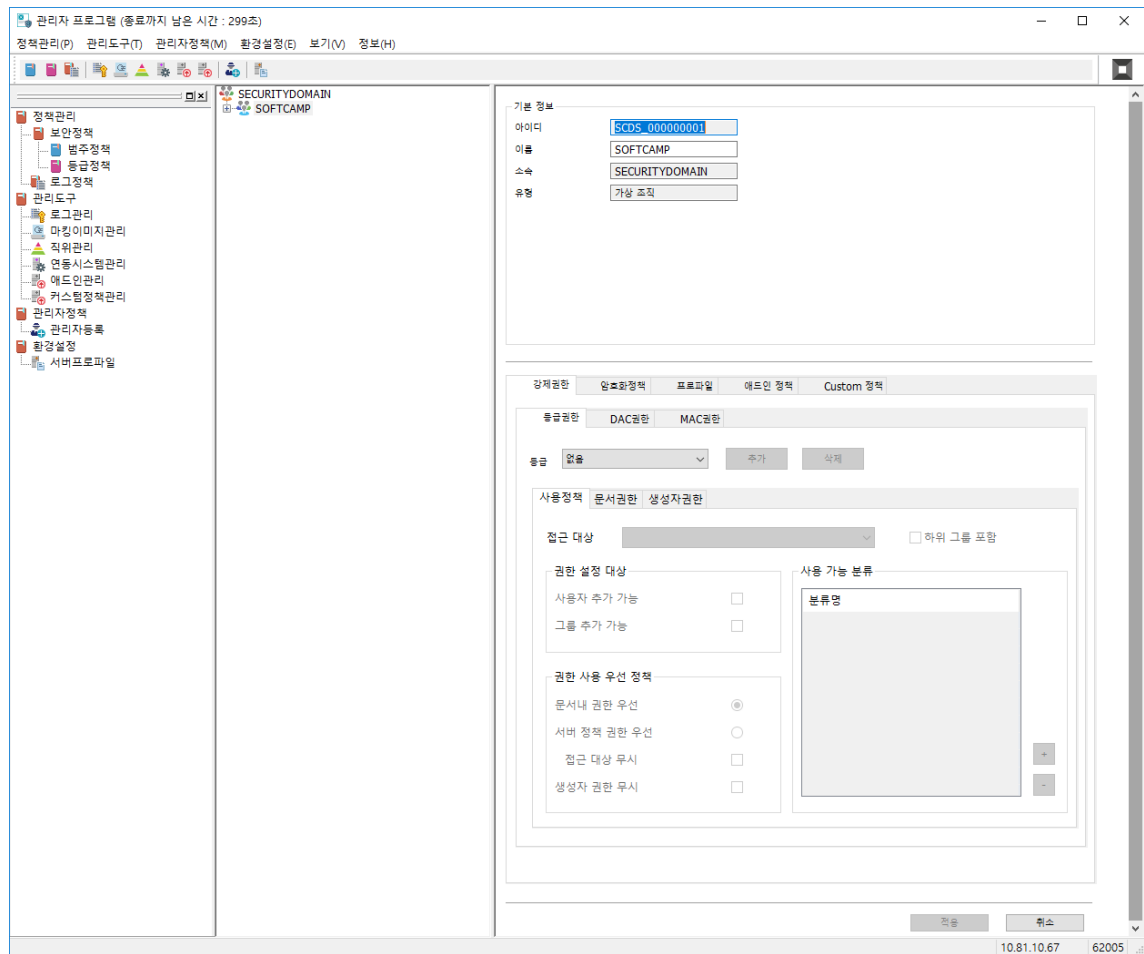 관리자 프로그램 (종료까지 남은 시간 : 299초)
정책관리(P) 관리도구(T) 관리자정책(M) 환경설정(E) 보기(V) 정보(H)
정책관리
보안정책
범주정책
등급정책
로그정책
관리도구
로그관리
마킹이미지관리
직위관리
연동시스템관리
애드인관리
커스텀정책관리
관리자정책
관리자등록
환경설정
서버프로파일
SECURITYDOMAIN
SOFTCAMP
기본 정보
아이디 SCDS_000000001
이름 SOFTCAMP
소속 SECURITYDOMAIN
유형 가상 조직
강제권한 암호화정책 프로파일 애드인 정책 Custom 정책
등급권한 DAC권한 MAC권한
등급 없음 추가 삭제
사용정책 문서권한 생성자권한
접근 대상 하위 그룹 포함
권한 설정 대상
사용자 추가 가능
그룹 추가 가능
권한 사용 우선 정책
문서내 권한 우선
서버 정책 권한 우선
접근 대상 무시
생성자 권한 무시
사용 가능 분류
분류명
+
-
적용 취소
10.81.10.67 62005